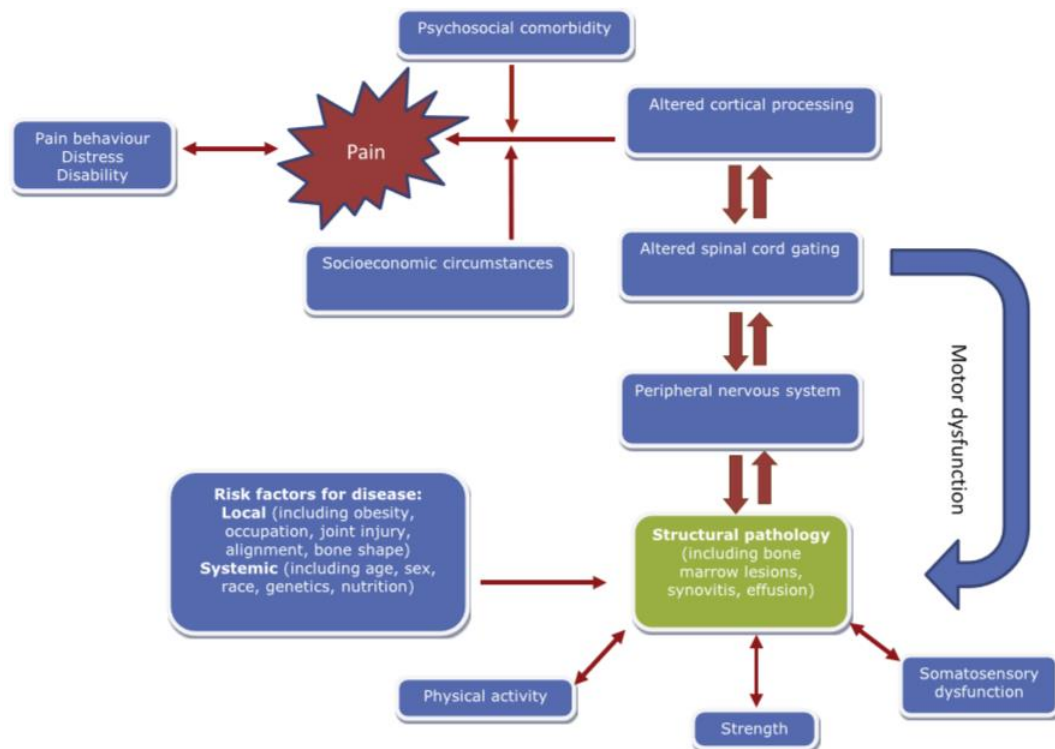 Psychosocial comorbidity
Altered cortical processing
Pain behaviour
Distress
Disability
Pain
Altered spinal cord gating
Socioeconomic circumstances
Motor dysfunction
Peripheral nervous system
Risk factors for disease:
Local (including obesity,
occupation, joint injury,
alignment, bone shape)
Systemic (including age, sex,
race, genetics, nutrition)
Structural pathology
(including bone
marrow lesions,
synovitis, effusion)
Physical activity
Strength
Somatosensory
dysfunction